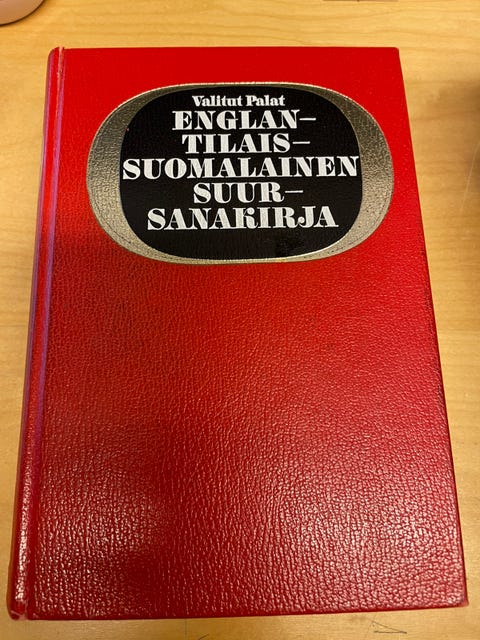 Valitut Palat
ENGLAN–
TILAIS–
SUOMALAINEN
SUUR–
SANAKIRJA